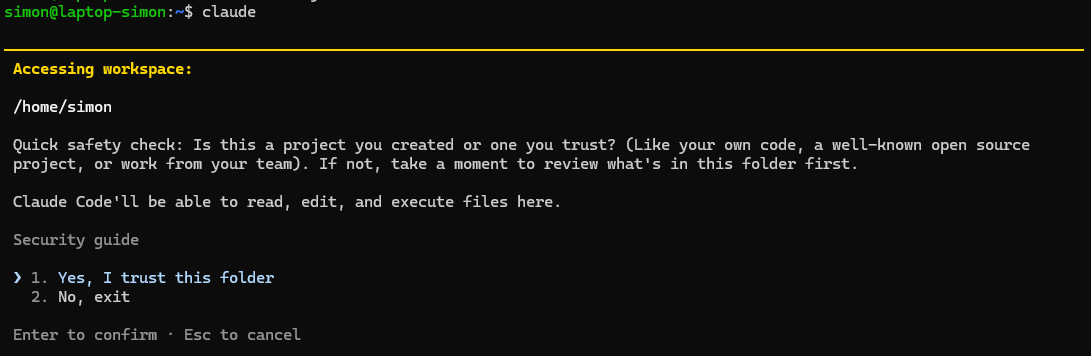 simon@laptop-simon:~$ claude
Accessing workspace:
/home/simon
Quick safety check: Is this a project you created or one you trust? (Like your own code, a well-known open source
project, or work from your team). If not, take a moment to review what's in this folder first.
Claude Code'll be able to read, edit, and execute files here.
Security guide
❯ 1. Yes, I trust this folder
2. No, exit
Enter to confirm · Esc to cancel